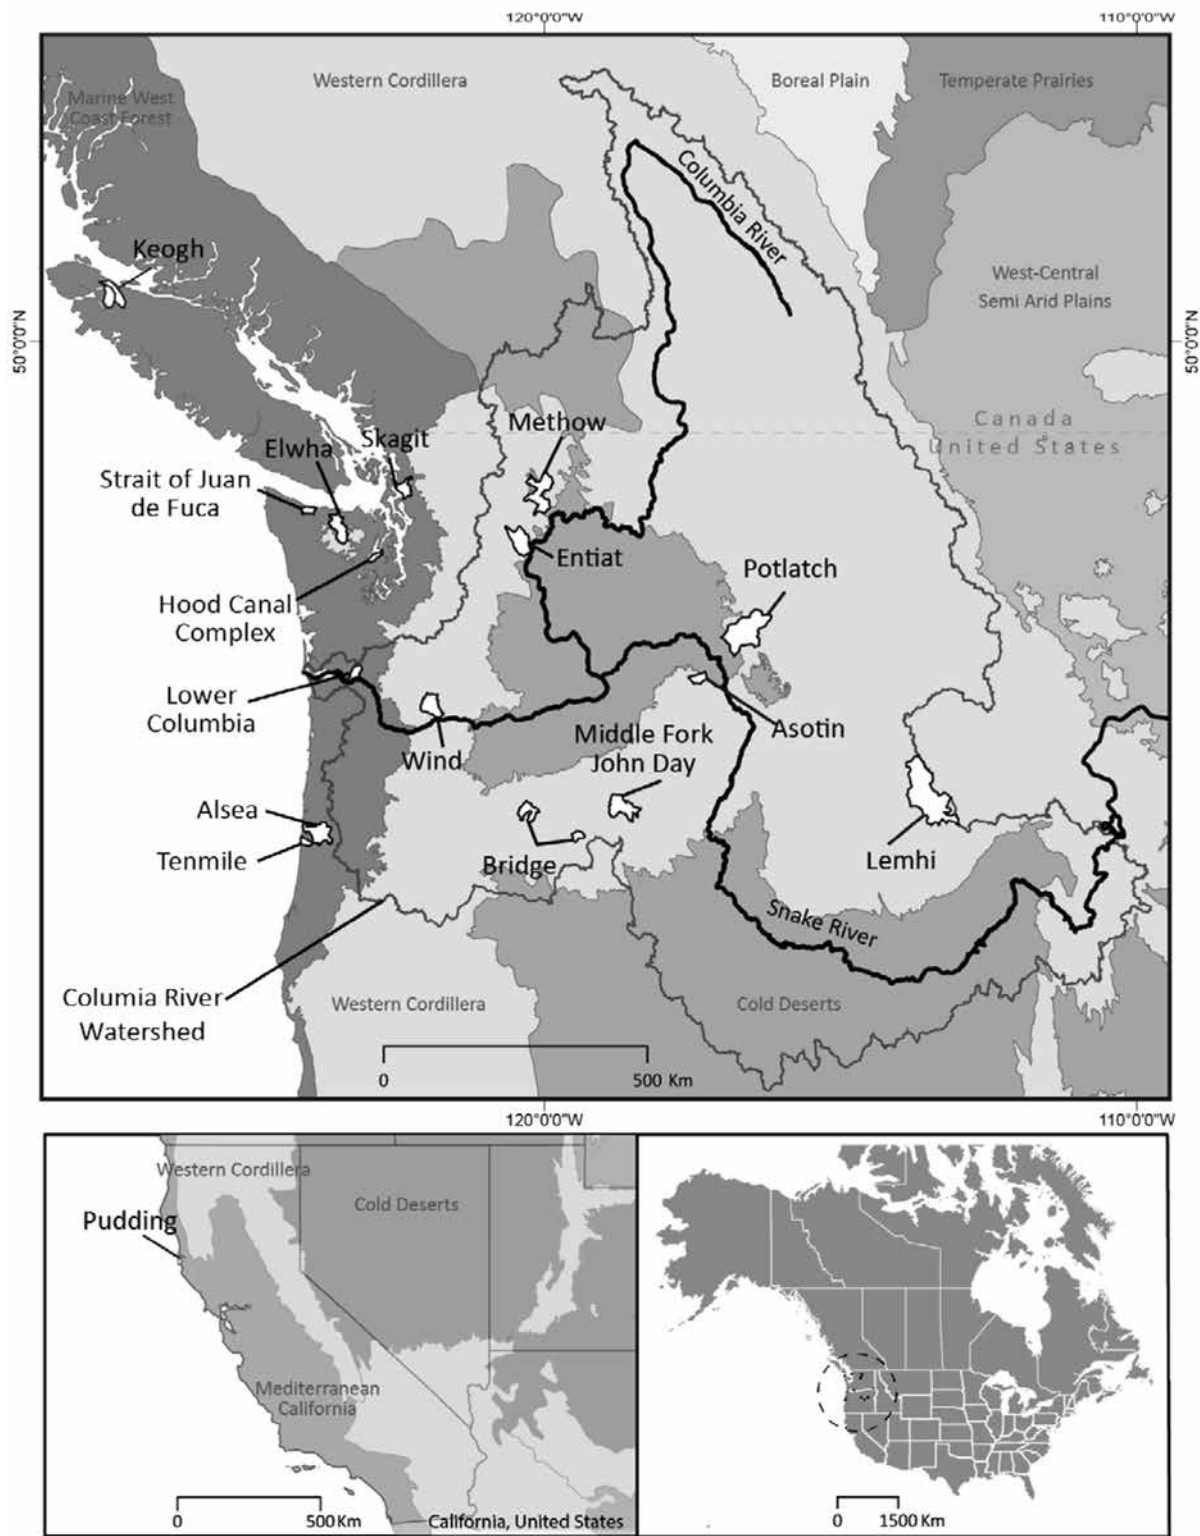 120°0'0"W
110°0'0"W
Western Cordillera
Boreal Plain
Temperate Prairies
Marine West
Coast Forest
Columbia River
Keogh
West-Central
Semi Arid Plains
50°0'0"N
50°0'0"N
Canada
United States
Methow
Skagit
Elwha
Strait of Juan
de Fuca
Entiat
Potlatch
Hood Canal
Complex
Lower
Columbia
Asotin
Middle Fork
John Day
Wind
Alsea
Tenmile
Bridge
Lemhi
Snake River
Columia River
Watershed
Western Cordillera
Cold Deserts
0 500 Km
120°0'0"W
110°0'0"W
Western Cordillera
Cold Deserts
Pudding
Mediterranean
California
0 500Km
California, United States
0 1500Km